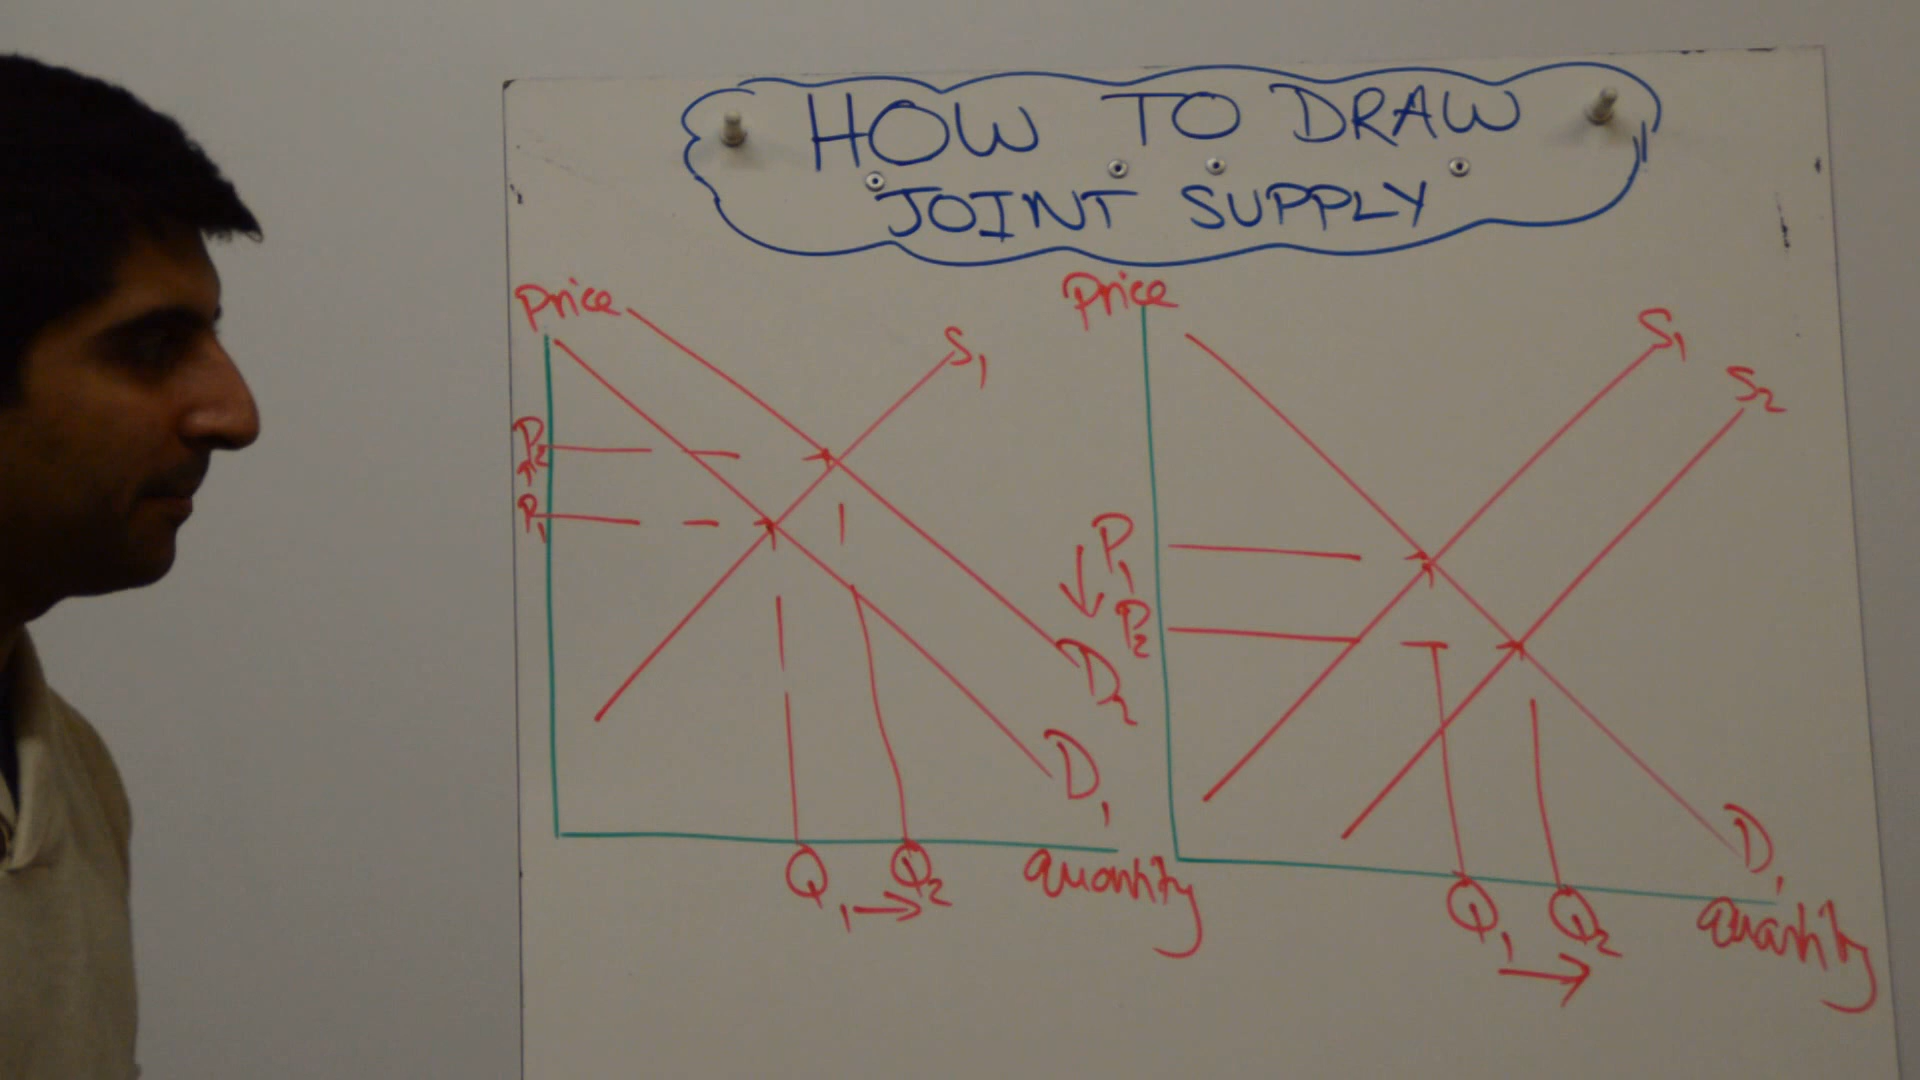 HOW TO DRAW
JOINT SUPPLY
Price
S1
P2
P1
D2
D1
Q1 → Q2
quantity
Price
S1
S2
P1
P2
D1
Q1 → Q2
quantity